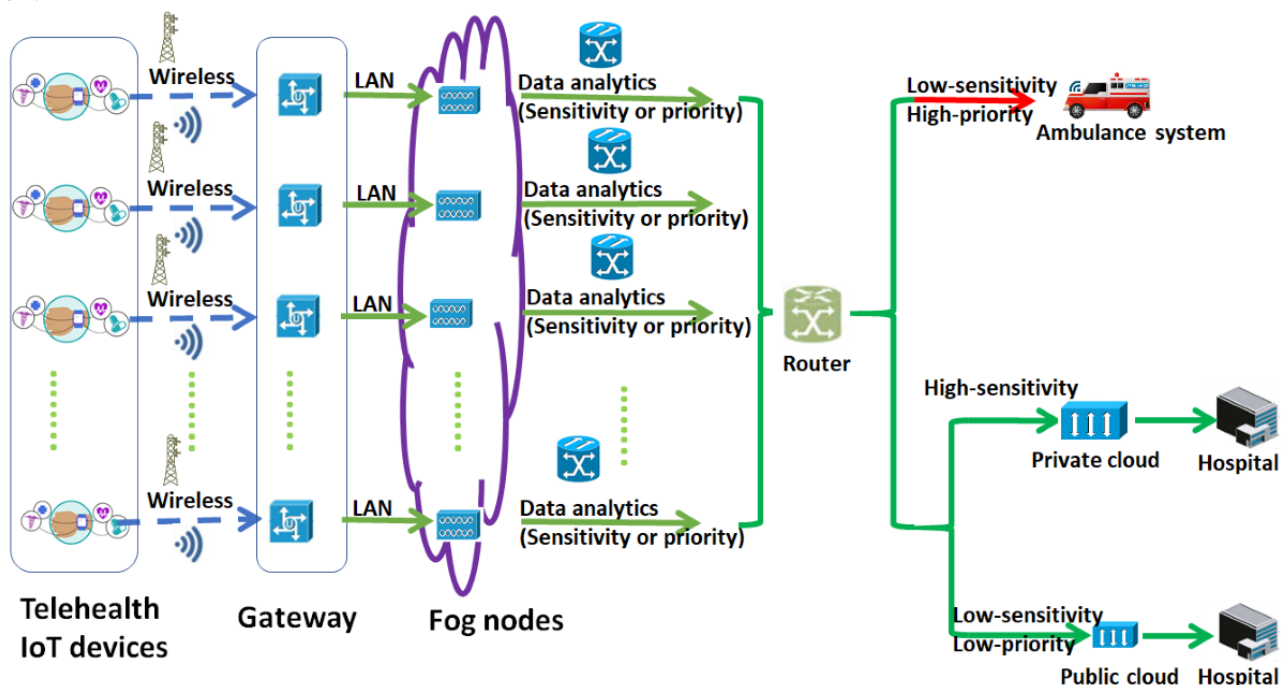 Wireless
LAN
Data analytics
(Sensitivity or priority)
Low-sensitivity
High-priority
Ambulance system
Wireless
LAN
Data analytics
(Sensitivity or priority)
Wireless
LAN
Data analytics
(Sensitivity or priority)
Router
High-sensitivity
Private cloud
Hospital
Wireless
LAN
Data analytics
(Sensitivity or priority)
Telehealth
IoT devices
Gateway
Fog nodes
Low-sensitivity
Low-priority
Public cloud
Hospital